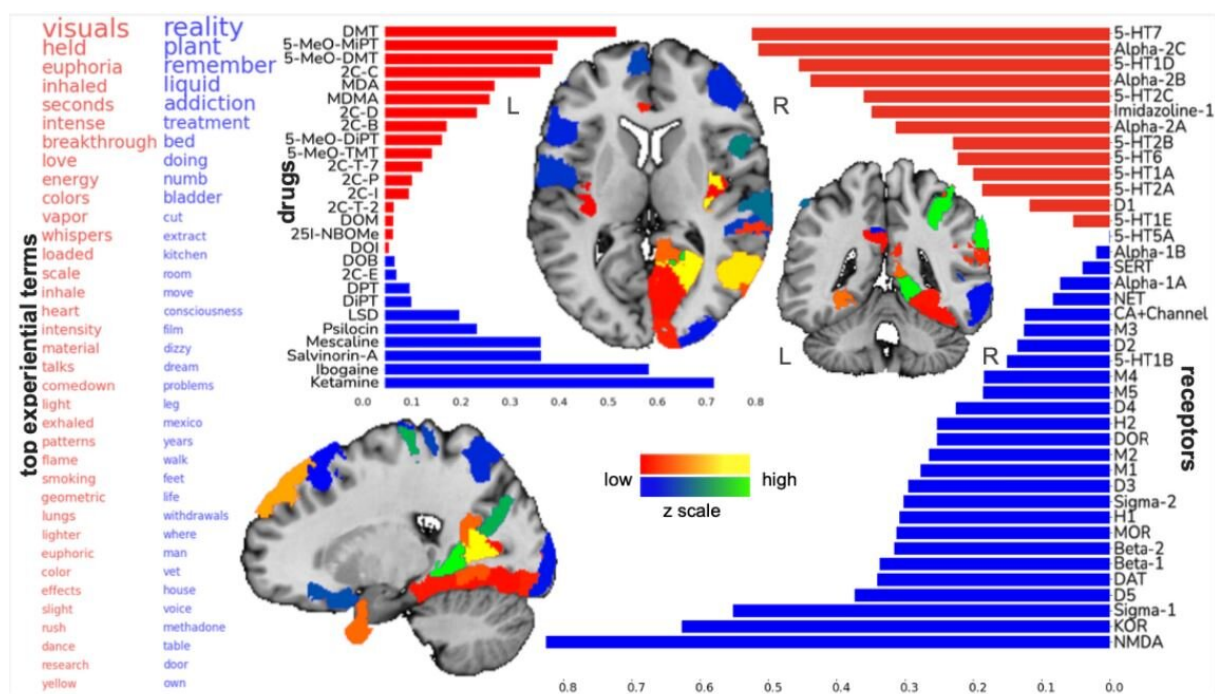 top experiential terms
visuals
held
euphoria
inhaled
seconds
intense
breakthrough
love
energy
colors
vapor
whispers
loaded
scale
inhale
heart
intensity
material
talks
comedown
light
exhaled
patterns
flame
smoking
geometric
lungs
lighter
euphoric
color
effects
slight
rush
dance
research
yellow
reality
plant
remember
liquid
addiction
treatment
bed
doing
numb
bladder
cut
extract
kitchen
room
move
consciousness
film
dizzy
dream
problems
leg
mexico
years
walk
feet
life
withdrawals
where
man
vet
house
voice
methadone
table
door
own
drugs
DMT
5-MeO-MiPT
5-MeO-DMT
2C-C
MDA
MDMA
2C-D
2C-B
5-MeO-DiPT
5-MeO-TMT
2C-T-7
2C-P
2C-I
2C-T-2
DOM
25I-NBOMe
DOI
DOB
2C-E
DPT
DiPT
LSD
Psilocin
Mescaline
Salvinorin-A
Ibogaine
Ketamine
0.0 0.1 0.2 0.3 0.4 0.5 0.6 0.7 0.8
L R
L R
low high
z scale
5-HT7
Alpha-2C
5-HT1D
Alpha-2B
5-HT2C
Imidazoline-1
Alpha-2A
5-HT2B
5-HT6
5-HT1A
5-HT2A
D1
5-HT1E
5-HT5A
Alpha-1B
SERT
Alpha-1A
NET
CA+Channel
M3
D2
5-HT1B
M4
M5
D4
H2
DOR
M2
M1
D3
Sigma-2
H1
MOR
Beta-2
Beta-1
DAT
D5
Sigma-1
KOR
NMDA
receptors
0.8 0.7 0.6 0.5 0.4 0.3 0.2 0.1 0.0